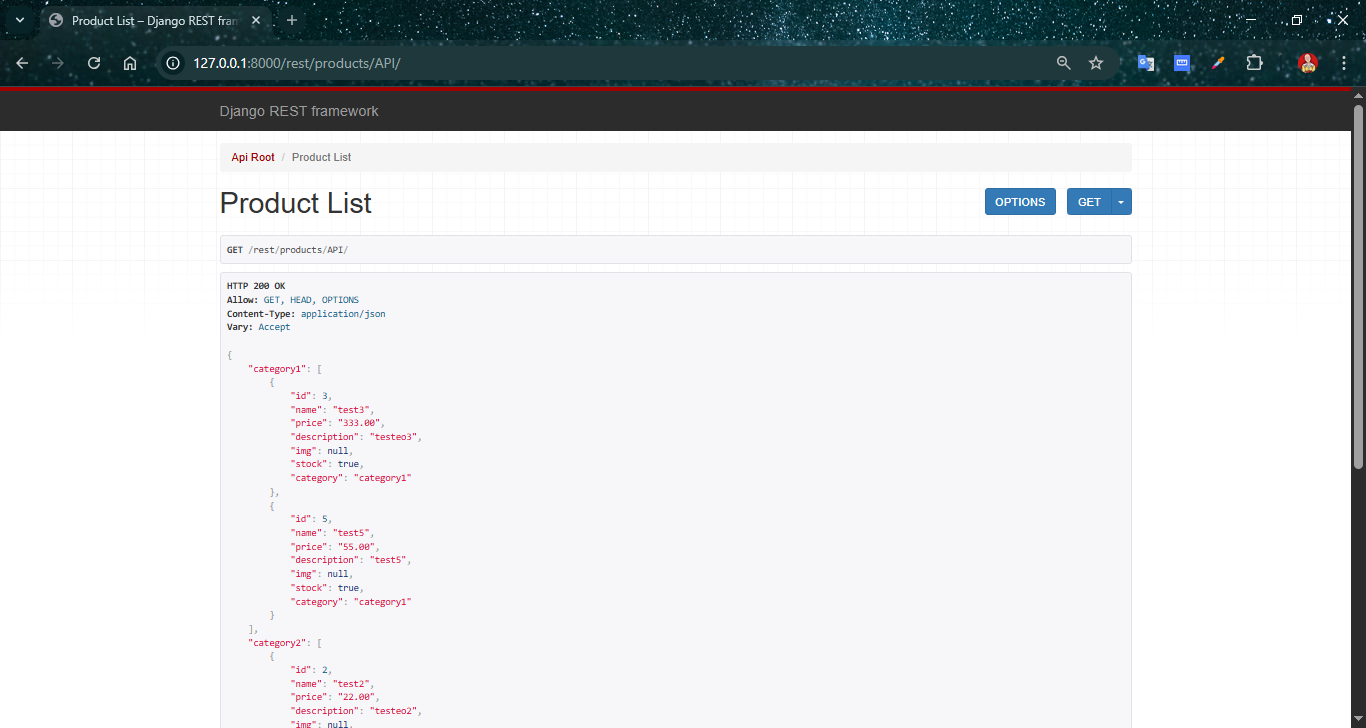 Product List – Django REST fran
127.0.0.1:8000/rest/products/API/
Django REST framework
Api Root / Product List
Product List
OPTIONS
GET
GET /rest/products/API/
HTTP 200 OK
Allow: GET, HEAD, OPTIONS
Content-Type: application/json
Vary: Accept
{
"category1": [
{
"id": 3,
"name": "test3",
"price": "333.00",
"description": "testeo3",
"img": null,
"stock": true,
"category": "category1"
},
{
"id": 5,
"name": "test5",
"price": "55.00",
"description": "test5",
"img": null,
"stock": true,
"category": "category1"
}
],
"category2": [
{
"id": 2,
"name": "test2",
"price": "22.00",
"description": "testeo2",
"img": null,